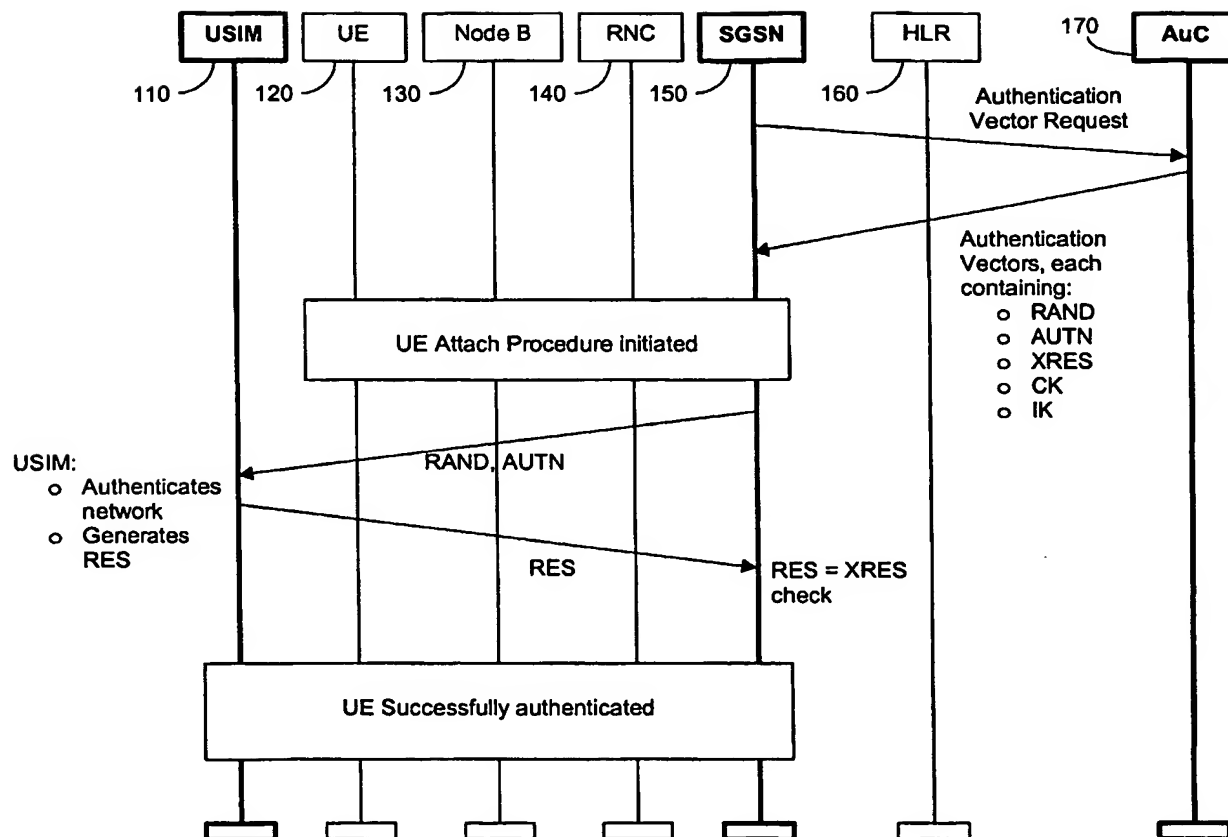 USIM
UE
Node B
RNC
SGSN
HLR
AuC
110
120
130
140
150
160
170
Authentication
Vector Request
Authentication
Vectors, each
containing:
o RAND
o AUTN
o XRES
o CK
o IK
UE Attach Procedure initiated
RAND, AUTN
USIM:
o Authenticates
network
o Generates
RES
RES
RES = XRES
check
UE Successfully authenticated